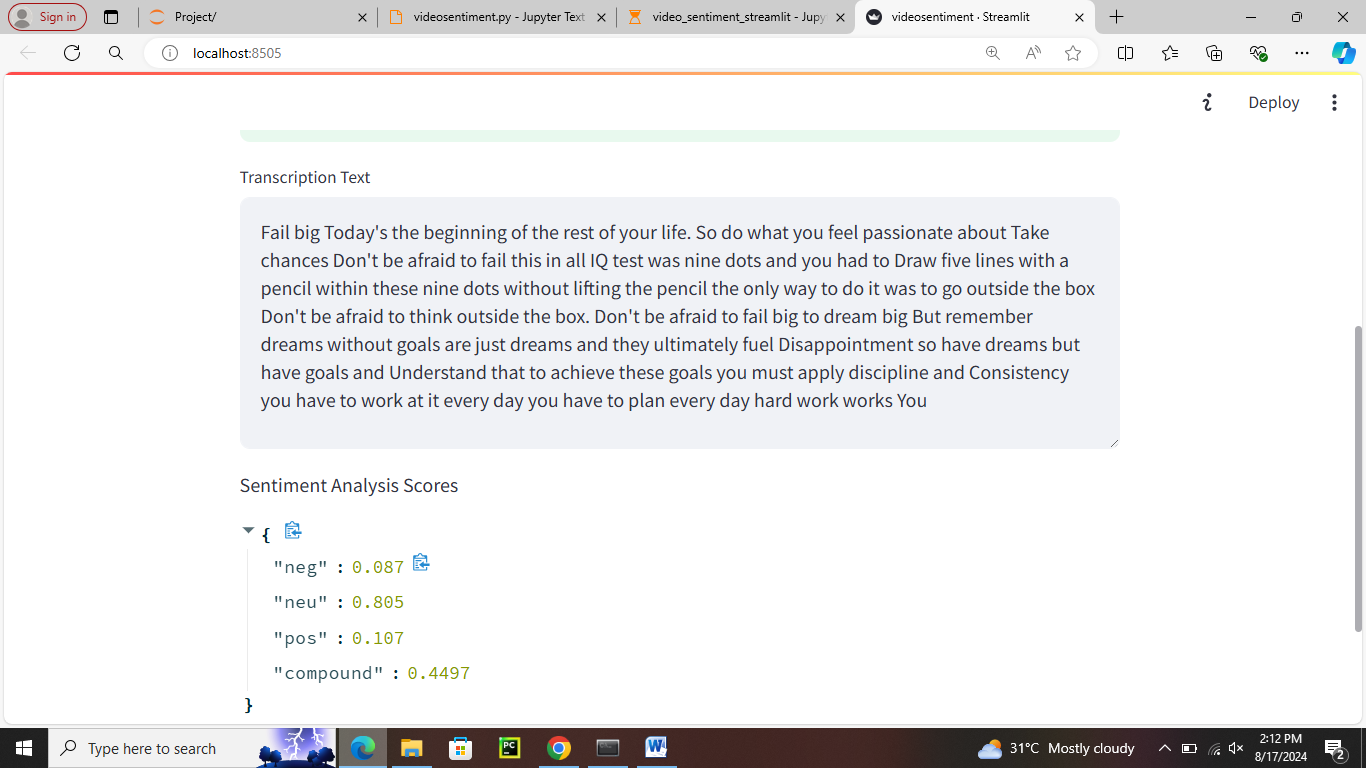 Sign in
Project/
videosentiment.py - Jupyter Text
video_sentiment_streamlit - Jupy
videosentiment · Streamlit
localhost:8505
Deploy
Transcription Text
Fail big Today's the beginning of the rest of your life. So do what you feel passionate about Take
chances Don't be afraid to fail this in all IQ test was nine dots and you had to Draw five lines with a
pencil within these nine dots without lifting the pencil the only way to do it was to go outside the box
Don't be afraid to think outside the box. Don't be afraid to fail big to dream big But remember
dreams without goals are just dreams and they ultimately fuel Disappointment so have dreams but
have goals and Understand that to achieve these goals you must apply discipline and Consistency
you have to work at it every day you have to plan every day hard work works You
Sentiment Analysis Scores
{
"neg" : 0.087
"neu" : 0.805
"pos" : 0.107
"compound" : 0.4497
}
Type here to search
PC
W
31°C Mostly cloudy
2:12 PM
8/17/2024
2